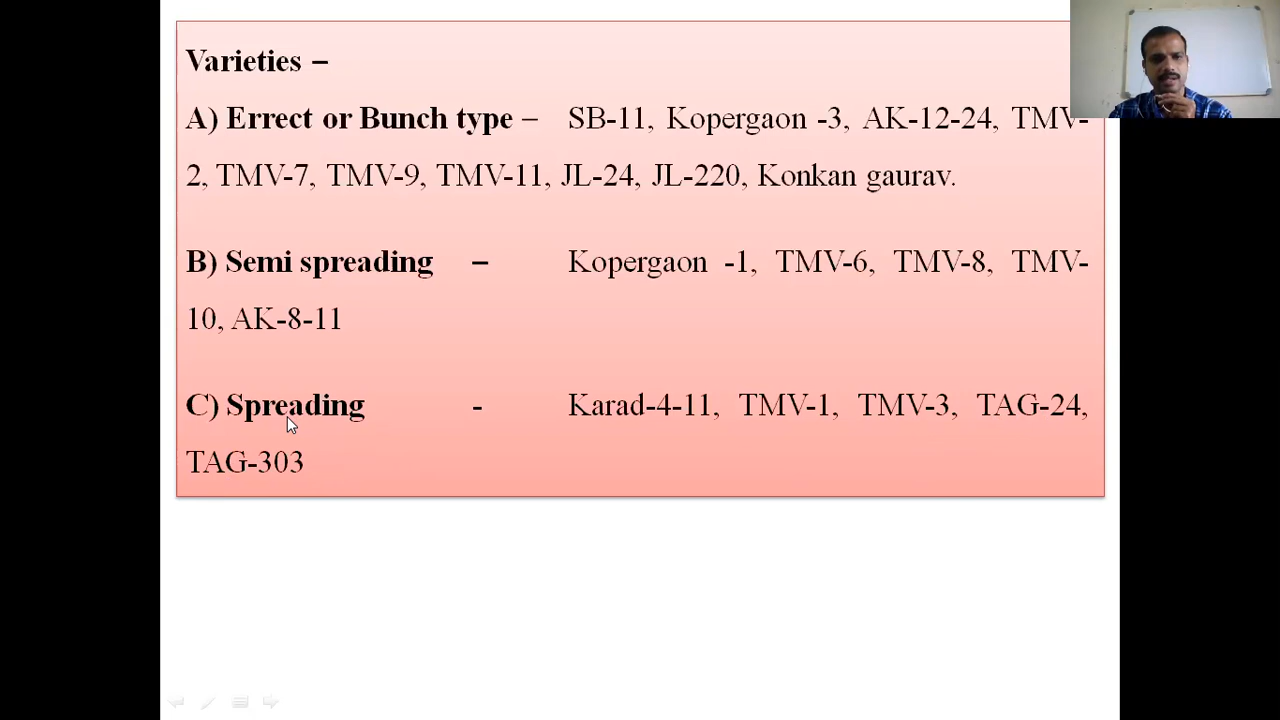 Varieties –
A) Errect or Bunch type – SB-11, Kopergaon -3, AK-12-24, TMV-
2, TMV-7, TMV-9, TMV-11, JL-24, JL-220, Konkan gaurav.
B) Semi spreading – Kopergaon -1, TMV-6, TMV-8, TMV-
10, AK-8-11
C) Spreading - Karad-4-11, TMV-1, TMV-3, TAG-24,
TAG-303